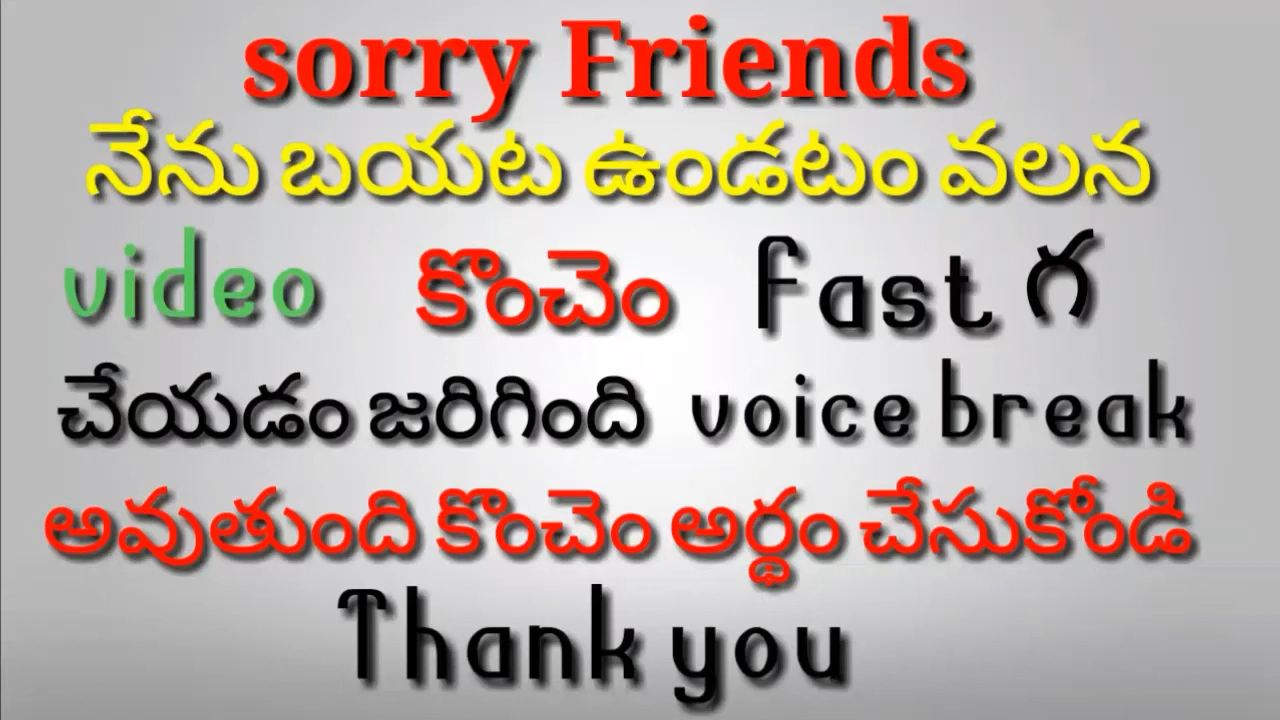 sorry Friends
నేను బయట ఉండటం వలన
video కొంచెం fast గ
చేయడం జరిగింది voice break
అవుతుంది కొంచెం అర్థం చేసుకోండి
Thank you